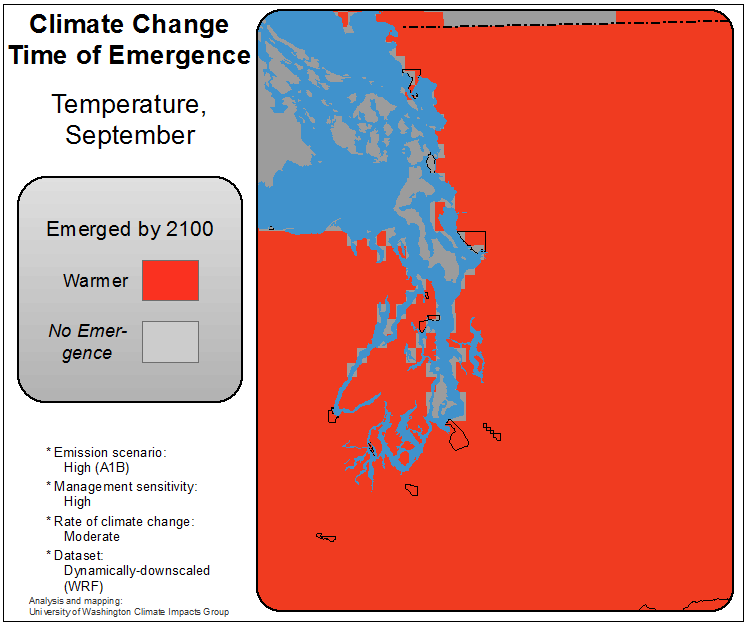 Climate Change
Time of Emergence
Temperature,
September
Emerged by 2100
Warmer
No Emer-
gence
* Emission scenario:
High (A1B)
* Management sensitivity:
High
* Rate of climate change:
Moderate
* Dataset:
Dynamically-downscaled
(WRF)
Analysis and mapping:
University of Washington Climate Impacts Group